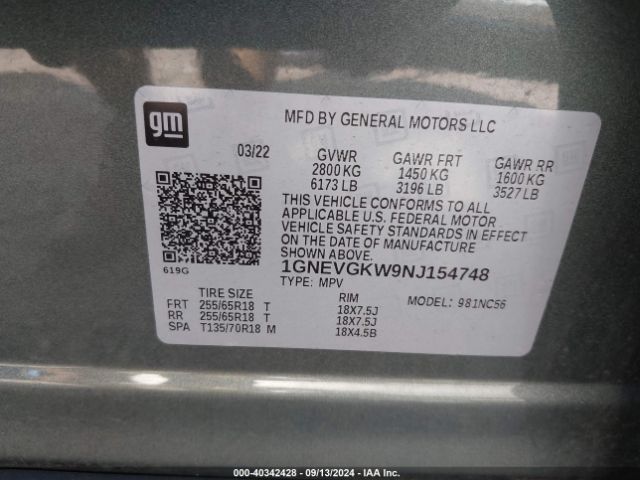 gm
MFD BY GENERAL MOTORS LLC
03/22 GVWR GAWR FRT GAWR RR
2800 KG 1450 KG 1600 KG
6173 LB 3196 LB 3527 LB
THIS VEHICLE CONFORMS TO ALL
APPLICABLE U.S. FEDERAL MOTOR
VEHICLE SAFETY STANDARDS IN EFFECT
ON THE DATE OF MANUFACTURE
SHOWN ABOVE.
619G
1GNEVGKW9NJ154748
TYPE: MPV MODEL: 981NC56
TIRE SIZE RIM
FRT 255/65R18 T 18X7.5J
RR 255/65R18 T 18X7.5J
SPA T135/70R18 M 18X4.5B
000-40342428 - 09/13/2024 - IAA Inc.